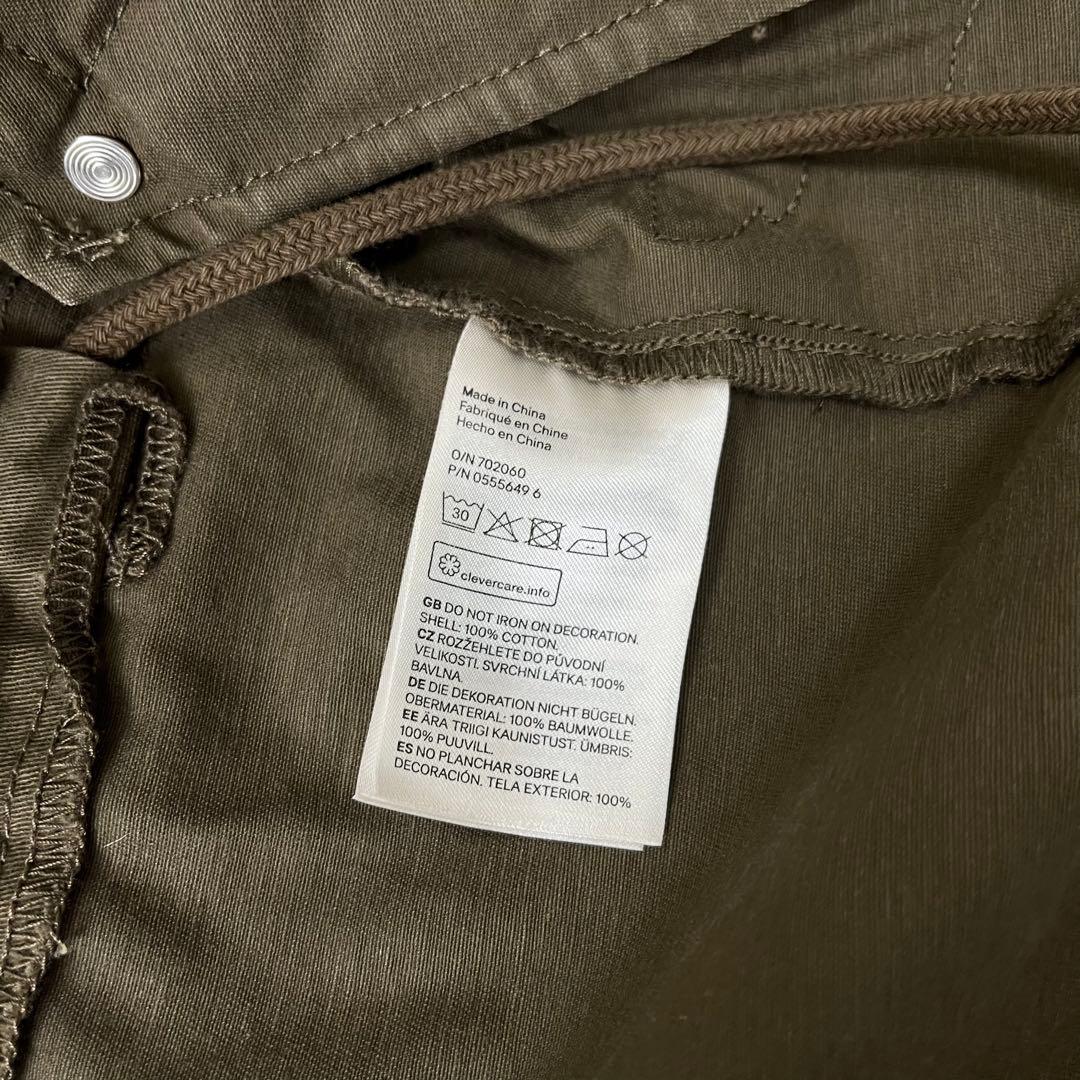 Made in China
Fabriqué en Chine
Hecho en China
O/N 702060
P/N 0555649 6
30
clevercare.info
GB DO NOT IRON ON DECORATION.
SHELL: 100% COTTON.
CZ ROZŽEHLETE DO PŮVODNÍ
VELIKOSTI. SVRCHNÍ LÁTKA: 100%
BAVLNA.
DE DIE DEKORATION NICHT BÜGELN.
OBERMATERIAL: 100% BAUMWOLLE.
EE ÄRA TRIIGI KAUNISTUST. ÜMBRIS:
100% PUUVILL.
ES NO PLANCHAR SOBRE LA
DECORACIÓN. TELA EXTERIOR: 100%